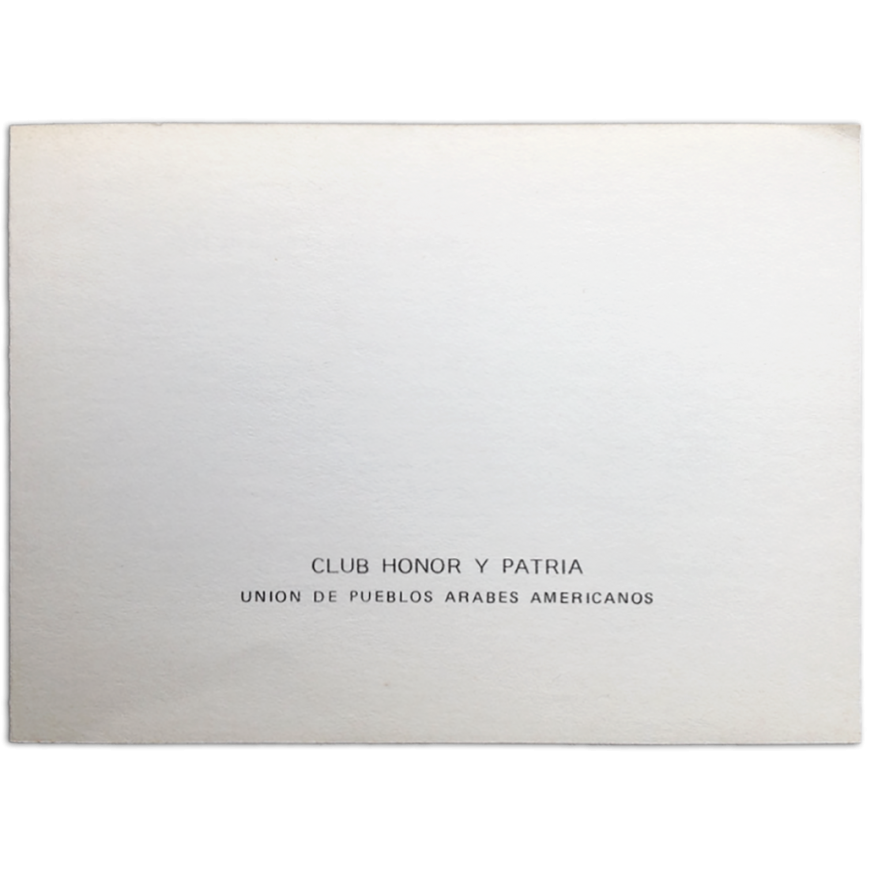 CLUB HONOR Y PATRIA
UNION DE PUEBLOS ARABES AMERICANOS